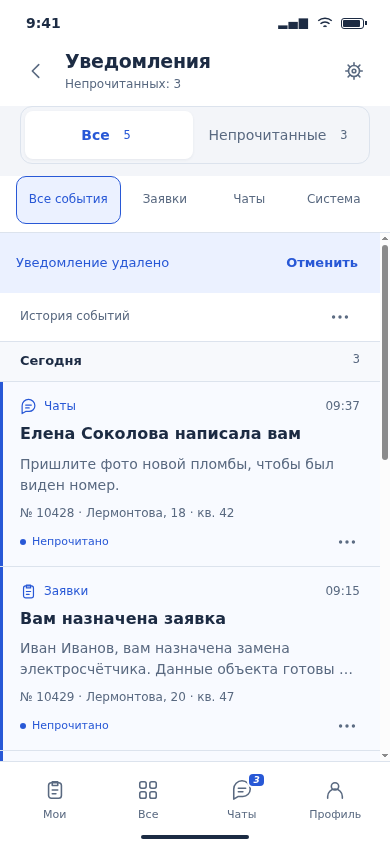 9:41
Уведомления
Непрочитанных: 3
Все 5 Непрочитанные 3
Все события Заявки Чаты Система
Уведомление удалено Отменить
История событий
Сегодня 3
Чаты 09:37
Елена Соколова написала вам
Пришлите фото новой пломбы, чтобы был
виден номер.
№ 10428 · Лермонтова, 18 · кв. 42
Непрочитано
Заявки 09:15
Вам назначена заявка
Иван Иванов, вам назначена замена
электросчётчика. Данные объекта готовы …
№ 10429 · Лермонтова, 20 · кв. 47
Непрочитано
3
Мои Все Чаты Профиль